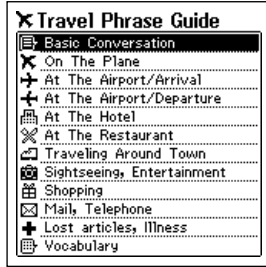 Travel Phrase Guide
Basic Conversation
On The Plane
At The Airport/Arrival
At The Airport/Departure
At The Hotel
At The Restaurant
Traveling Around Town
Sightseeing, Entertainment
Shopping
Mail, Telephone
Lost articles, Illness
Vocabulary